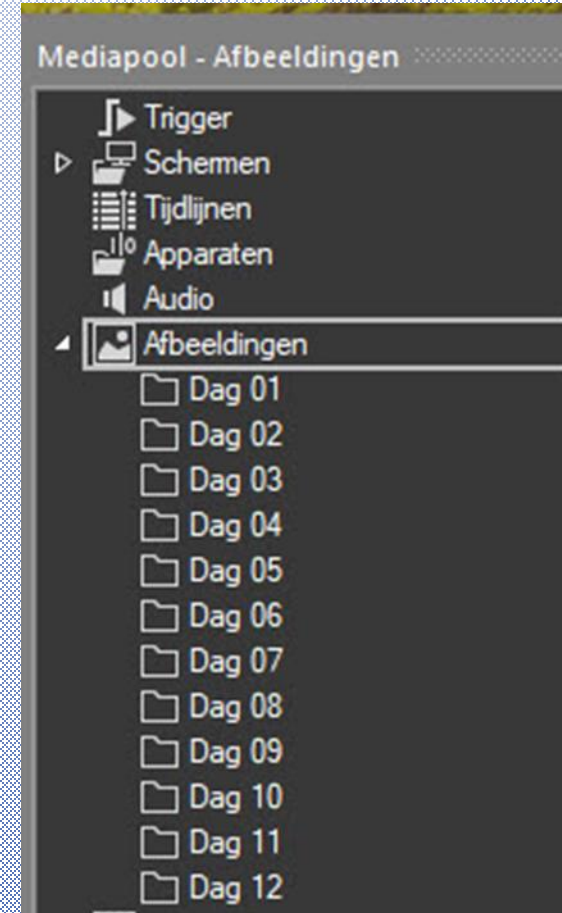 Mediapool - Afbeeldingen
Trigger
Schermen
Tijdlijnen
Apparaten
Audio
Afbeeldingen
Dag 01
Dag 02
Dag 03
Dag 04
Dag 05
Dag 06
Dag 07
Dag 08
Dag 09
Dag 10
Dag 11
Dag 12